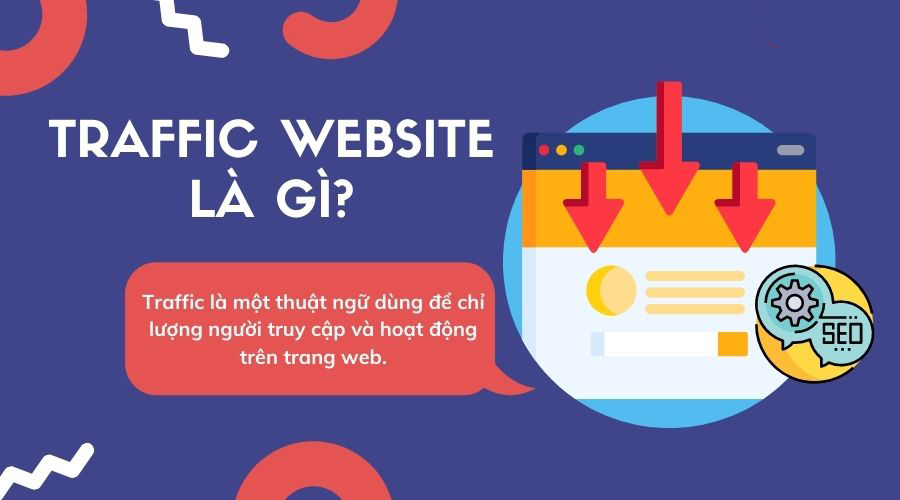 TRAFFIC WEBSITE
LÀ GÌ?
Traffic là một thuật ngữ dùng để chỉ
lượng người truy cập và hoạt động
trên trang web.
SEO